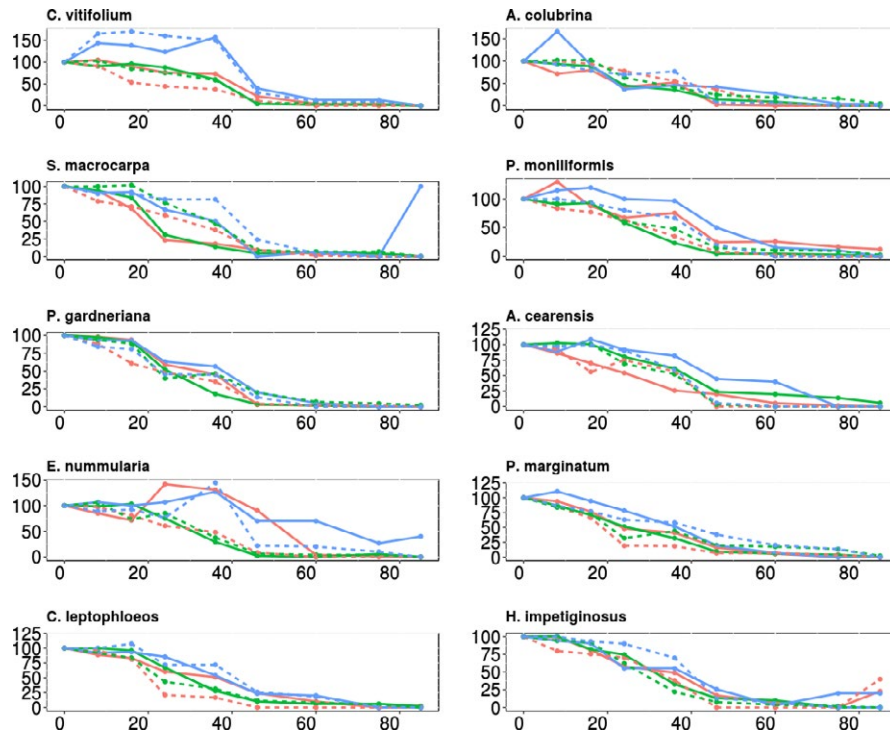 C. vitifolium
150
100
50
0
0 20 40 60 80
A. colubrina
150
100
50
0
0 20 40 60 80
S. macrocarpa
100
75
50
25
0
0 20 40 60 80
P. moniliformis
100
50
0
0 20 40 60 80
P. gardneriana
100
75
50
25
0
0 20 40 60 80
A. cearensis
125
100
75
50
25
0
0 20 40 60 80
E. nummularia
150
100
50
0
0 20 40 60 80
P. marginatum
125
100
75
50
25
0
0 20 40 60 80
C. leptophloeos
125
100
75
50
25
0
0 20 40 60 80
H. impetiginosus
100
75
50
25
0
0 20 40 60 80